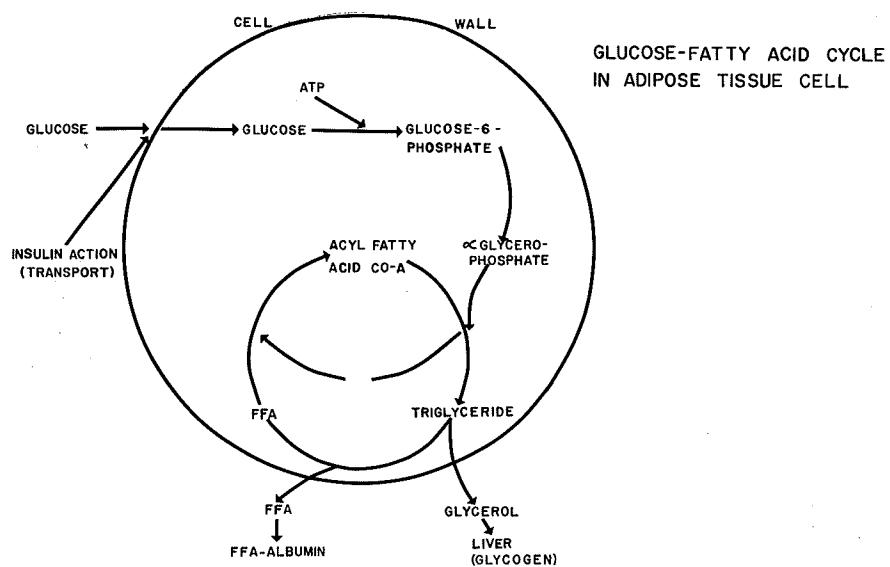 CELL WALL
GLUCOSE-FATTY ACID CYCLE
IN ADIPOSE TISSUE CELL
ATP
GLUCOSE
GLUCOSE
GLUCOSE-6-
PHOSPHATE
INSULIN ACTION
(TRANSPORT)
ACYL FATTY
ACID CO-A
∝GLYCERO-
PHOSPHATE
FFA
TRIGLYCERIDE
FFA
FFA-ALBUMIN
GLYCEROL
LIVER
(GLYCOGEN)